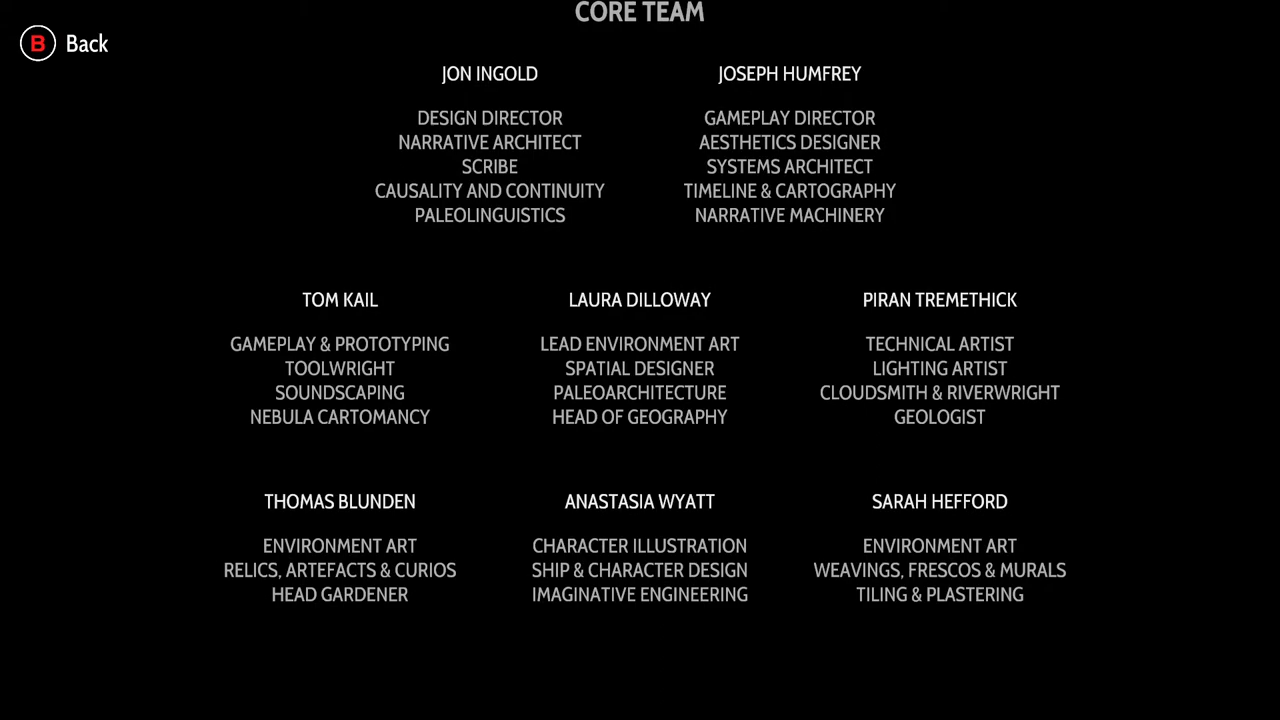 CORE TEAM
B Back
JON INGOLD
DESIGN DIRECTOR
NARRATIVE ARCHITECT
SCRIBE
CAUSALITY AND CONTINUITY
PALEOLINGUISTICS
JOSEPH HUMFREY
GAMEPLAY DIRECTOR
AESTHETICS DESIGNER
SYSTEMS ARCHITECT
TIMELINE & CARTOGRAPHY
NARRATIVE MACHINERY
TOM KAIL
GAMEPLAY & PROTOTYPING
TOOLWRIGHT
SOUNDSCAPING
NEBULA CARTOMANCY
LAURA DILLOWAY
LEAD ENVIRONMENT ART
SPATIAL DESIGNER
PALEOARCHITECTURE
HEAD OF GEOGRAPHY
PIRAN TREMETHICK
TECHNICAL ARTIST
LIGHTING ARTIST
CLOUDSMITH & RIVERWRIGHT
GEOLOGIST
THOMAS BLUNDEN
ENVIRONMENT ART
RELICS, ARTEFACTS & CURIOS
HEAD GARDENER
ANASTASIA WYATT
CHARACTER ILLUSTRATION
SHIP & CHARACTER DESIGN
IMAGINATIVE ENGINEERING
SARAH HEFFORD
ENVIRONMENT ART
WEAVINGS, FRESCOS & MURALS
TILING & PLASTERING